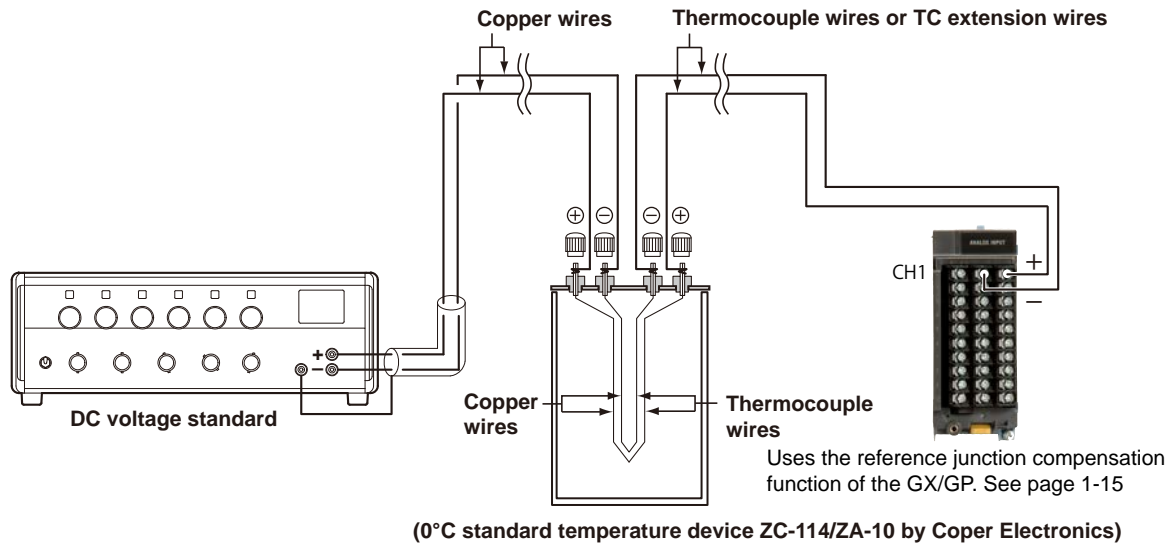 Copper wires
Thermocouple wires or TC extension wires
+ − − +
ANALOG INPUT
CH1
+
−
+
−
DC voltage standard
Copper
wires
Thermocouple
wires
Uses the reference junction compensation
function of the GX/GP. See page 1-15
(0°C standard temperature device ZC-114/ZA-10 by Coper Electronics)